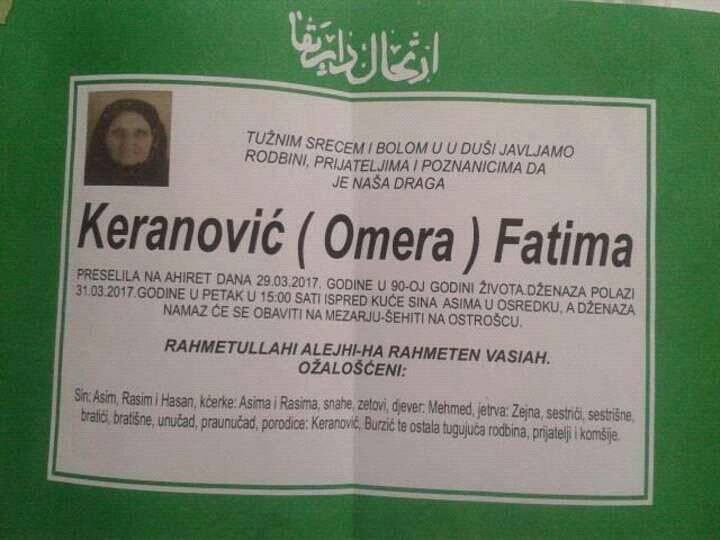 ارتحال دار بقا
TUŽNIM SRECEM I BOLOM U U DUŠI JAVLJAMO
RODBINI, PRIJATELJIMA I POZNANICIMA DA
JE NAŠA DRAGA
Keranović ( Omera ) Fatima
PRESELILA NA AHIRET DANA 29.03.2017. GODINE U 90-OJ GODINI ŽIVOTA.DŽENAZA POLAZI
31.03.2017.GODINE U PETAK U 15:00 SATI ISPRED KUĆE SINA ASIMA U OSREDKU, A DŽENAZA
NAMAZ ĆE SE OBAVITI NA MEZARJU-ŠEHITI NA OSTROŠCU.
RAHMETULLAHI ALEJHI-HA RAHMETEN VASIAH.
OŽALOŠĆENI:
Sin: Asim, Rasim i Hasan, kćerke: Asima i Rasima, snahe, zetovi, djever: Mehmed, jetrva: Zejna, sestrići, sestrišne,
bratići, bratišne, unučad, praunučad, porodice: Keranović, Burzić te ostala tugujuća rodbina, prijatelji i komšije.